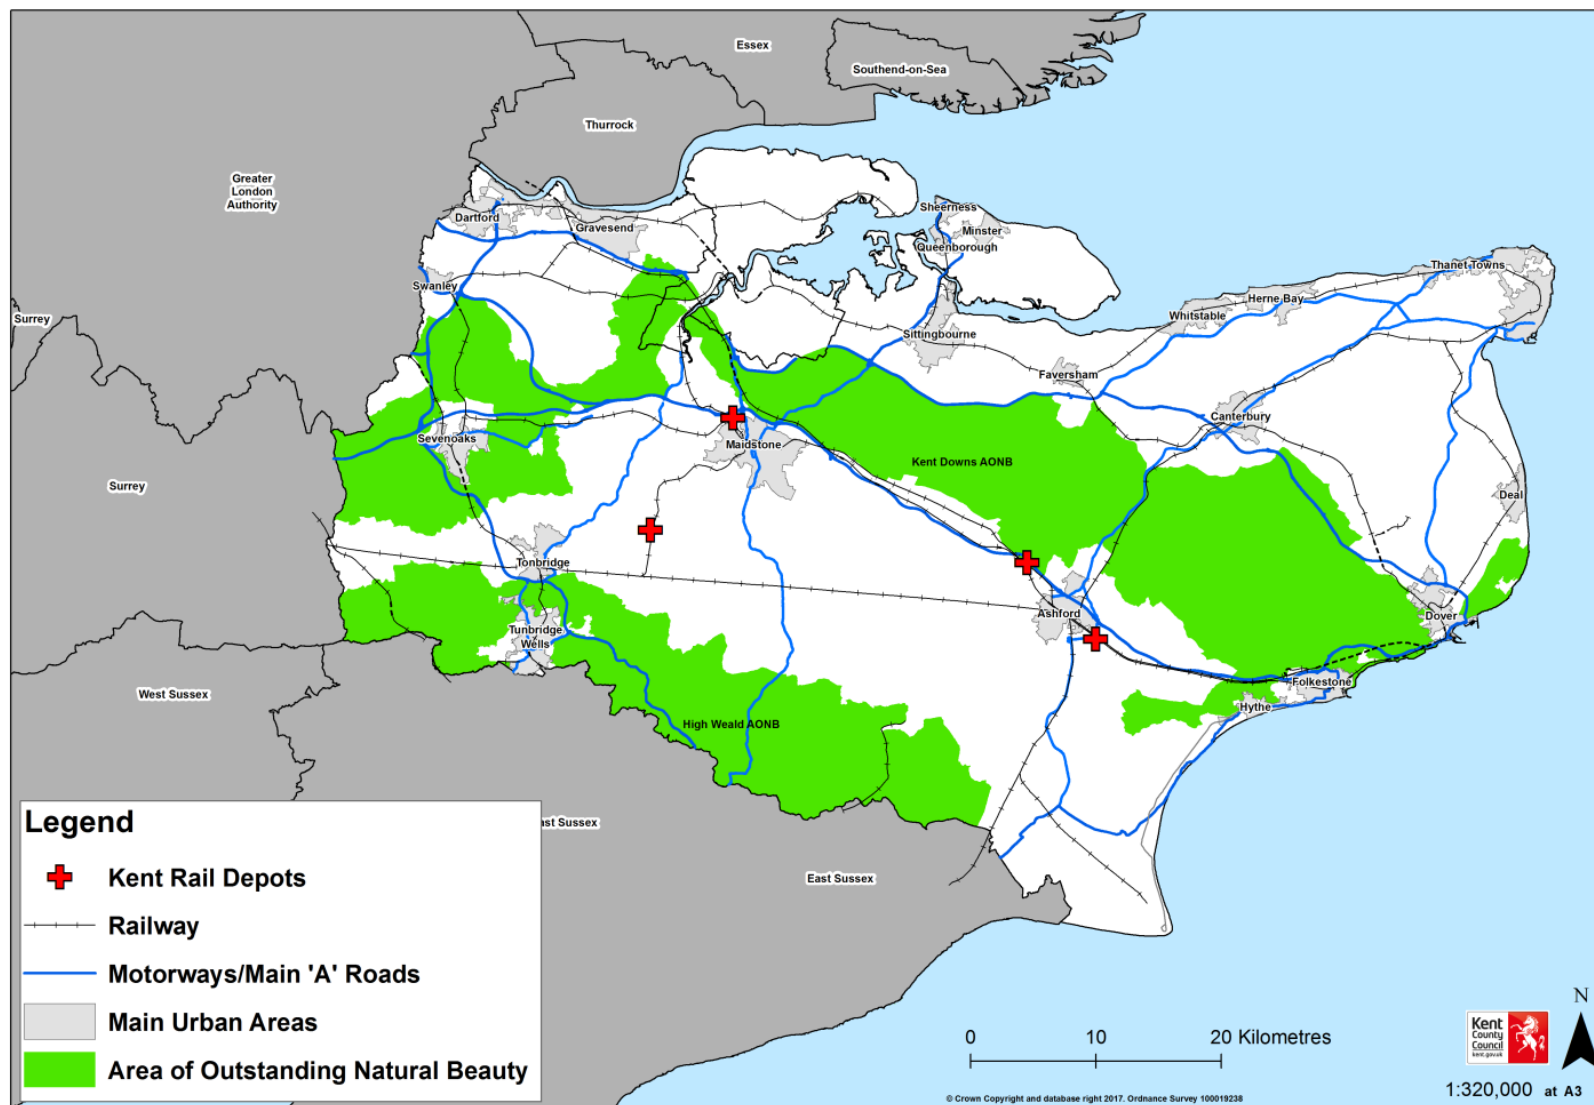 Essex
Southend-on-Sea
Thurrock
Greater
London
Authority
Sheerness
Dartford
Gravesend
Minster
Queenborough
Thanet Towns
Swanley
Herne Bay
Whitstable
Surrey
Sittingbourne
Faversham
Canterbury
Sevenoaks
Maidstone
Kent Downs AONB
Surrey
Deal
Tonbridge
Ashford
Dover
Tunbridge
Wells
Folkestone
West Sussex
Hythe
High Weald AONB
Legend
ast Sussex
East Sussex
Kent Rail Depots
Railway
Motorways/Main 'A' Roads
Main Urban Areas
Area of Outstanding Natural Beauty
0 10 20 Kilometres
N
Kent
County
Council
kent.gov.uk
1:320,000 at A3
© Crown Copyright and database right 2017. Ordnance Survey 100019238